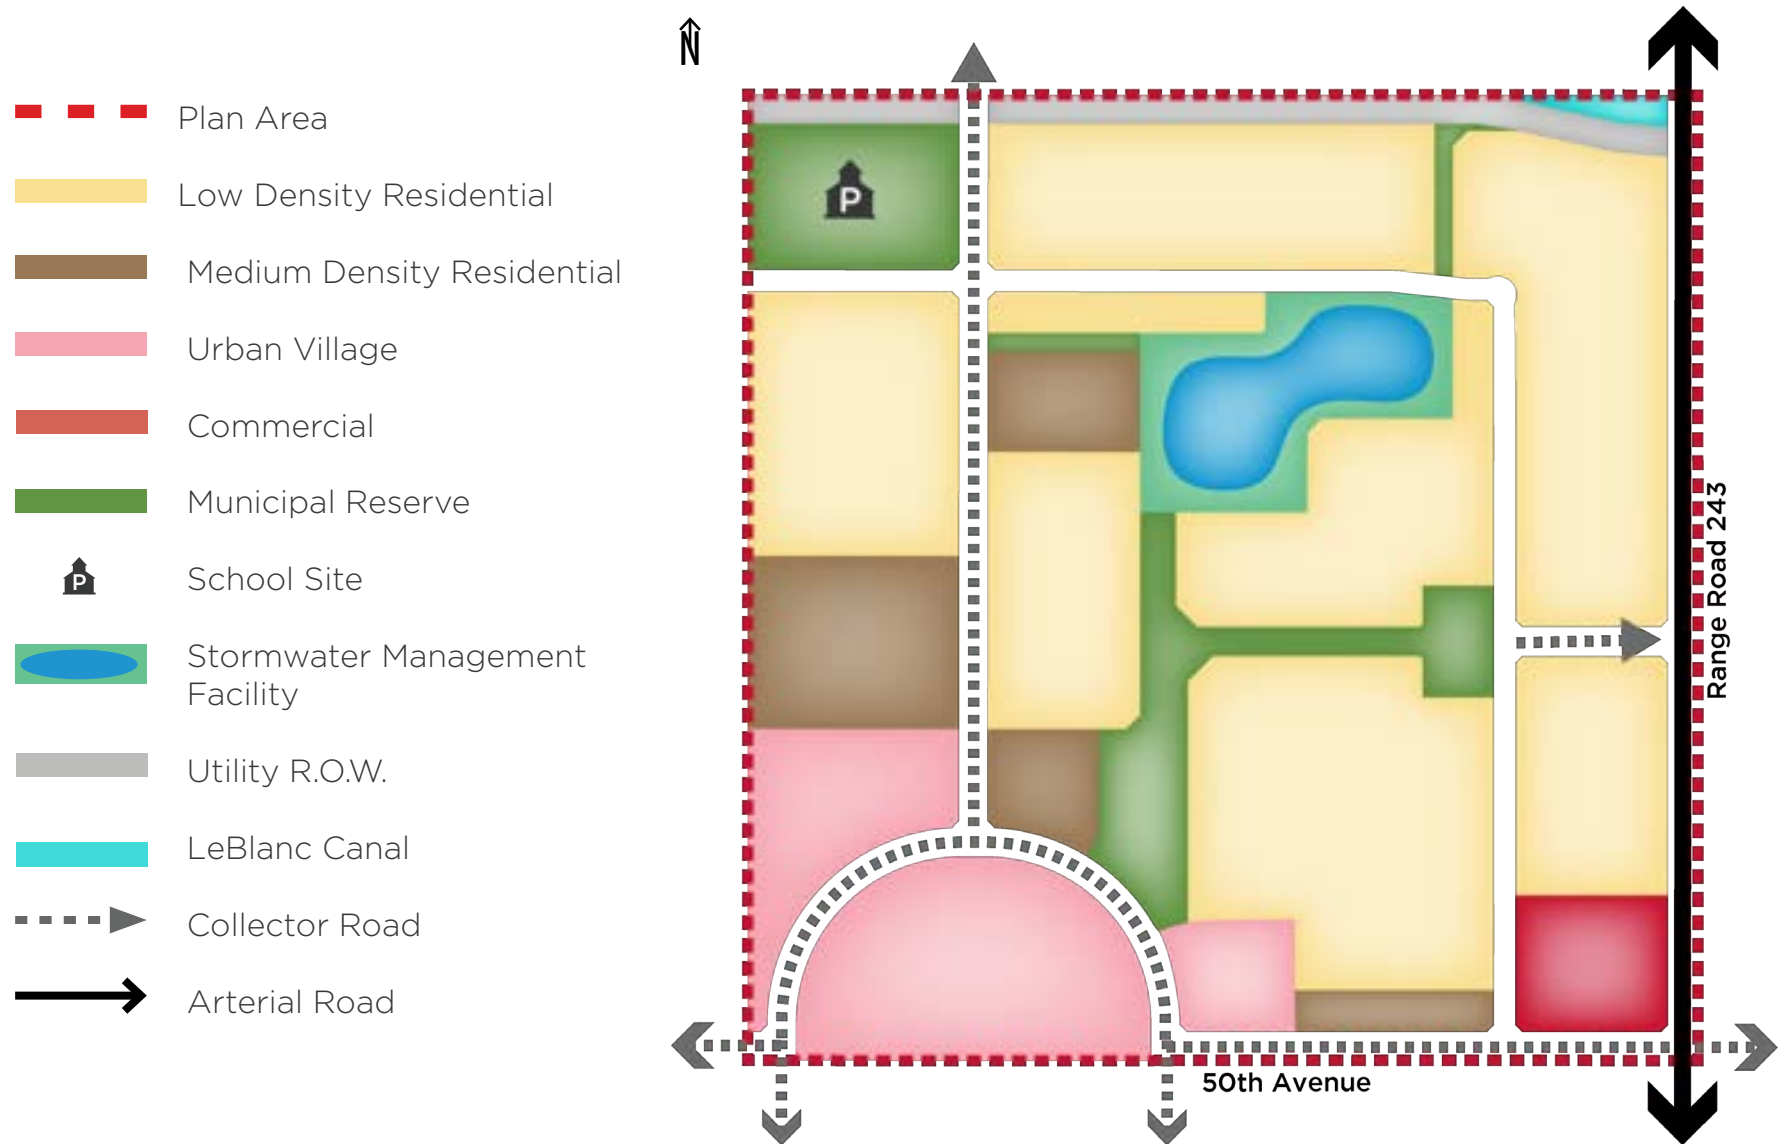 N
Plan Area
Low Density Residential
Medium Density Residential
Urban Village
Commercial
Municipal Reserve
P
School Site
Stormwater Management
Facility
Utility R.O.W.
LeBlanc Canal
Collector Road
Arterial Road
P
Range Road 243
50th Avenue